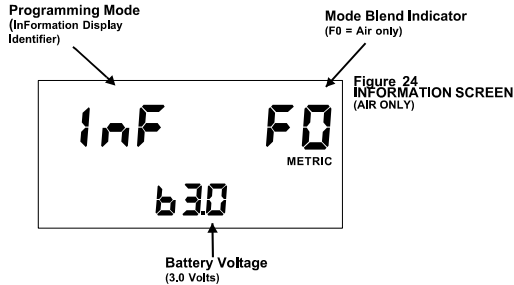 Programming Mode
(InFormation Display
Identifier)
Mode Blend Indicator
(F0 = Air only)
Figure 24
INFORMATION SCREEN
(AIR ONLY)
InF
F0
METRIC
b 3.0
Battery Voltage
(3.0 Volts)